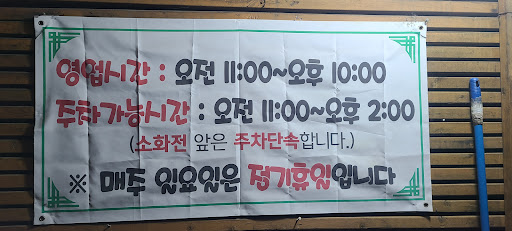 영업시간 : 오전 11:00~오후 10:00
주차가능시간 : 오전 11:00~오후 2:00
(소화전 앞은 주차단속합니다.)
※ 매주 일요일은 정기휴일입니다